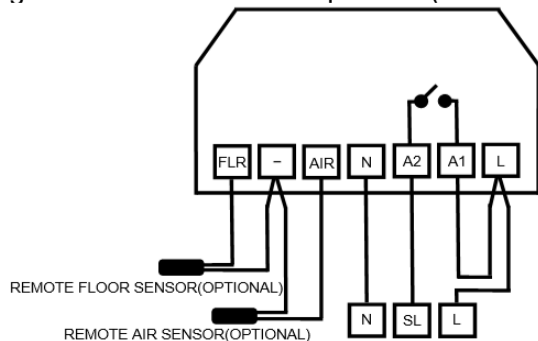 FLR – AIR N A2 A1 L
REMOTE FLOOR SENSOR(OPTIONAL)
N SL L
REMOTE AIR SENSOR(OPTIONAL)